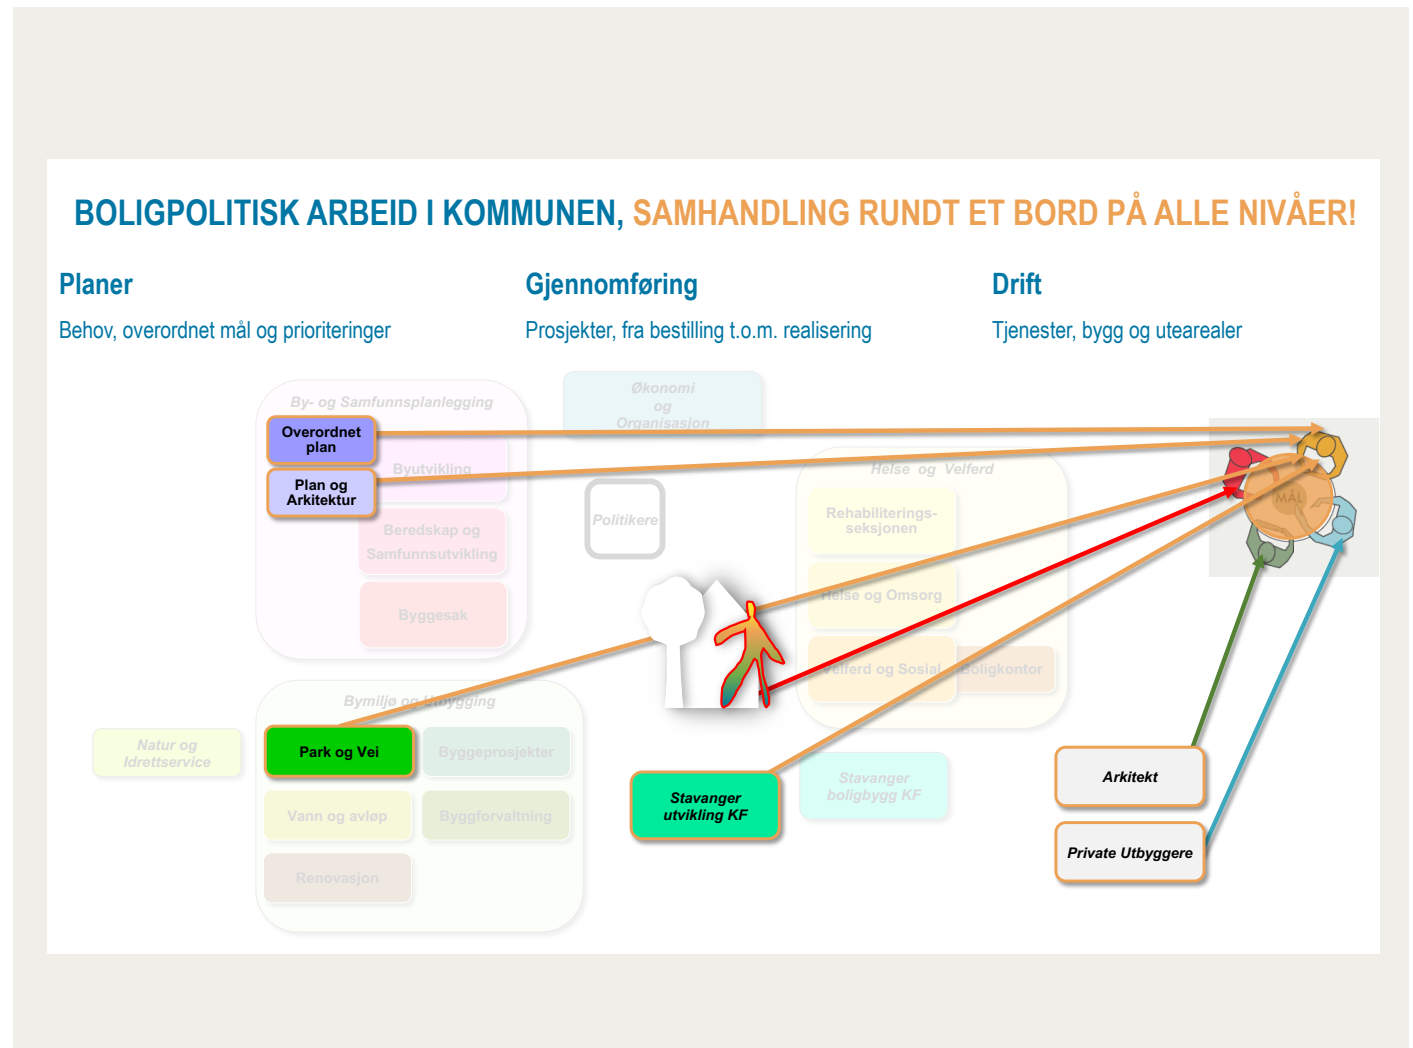 BOLIGPOLITISK ARBEID I KOMMUNEN, SAMHANDLING RUNDT ET BORD PÅ ALLE NIVÅER!
Planer
Behov, overordnet mål og prioriteringer
Gjennomføring
Prosjekter, fra bestilling t.o.m. realisering
Drift
Tjenester, bygg og utearealer
By- og Samfunnsplanlegging
Overordnet
plan
Byutvikling
Plan og
Arkitektur
Beredskap og
Samfunnsutvikling
Byggesak
Økonomi
og
Organisasjon
Politikere
Helse og Velferd
Rehabiliterings-
seksjonen
Helse og Omsorg
Velferd og Sosial
Boligkontor
MÅL
Bymiljø og Utbygging
Natur og
Idrettservice
Park og Vei
Byggeprosjekter
Vann og avløp
Byggforvaltning
Renovasjon
Stavanger
utvikling KF
Stavanger
boligbygg KF
Arkitekt
Private Utbyggere